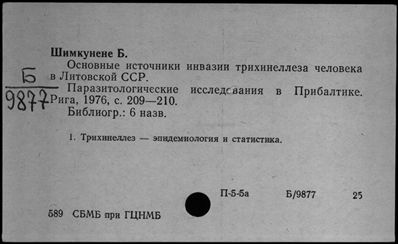 Шимкунене Б.
Основные источники инвазии трихинеллеза человека
в Литовской ССР.
Паразитологические исследования в Прибалтике.
Рига, 1976, с. 209—210.
Библиогр.: 6 назв.
Б
9877
1. Трихинеллез — эпидемиология и статистика.
П-5-5а Б/9877 25
589 СБМБ при ГЦНМБ